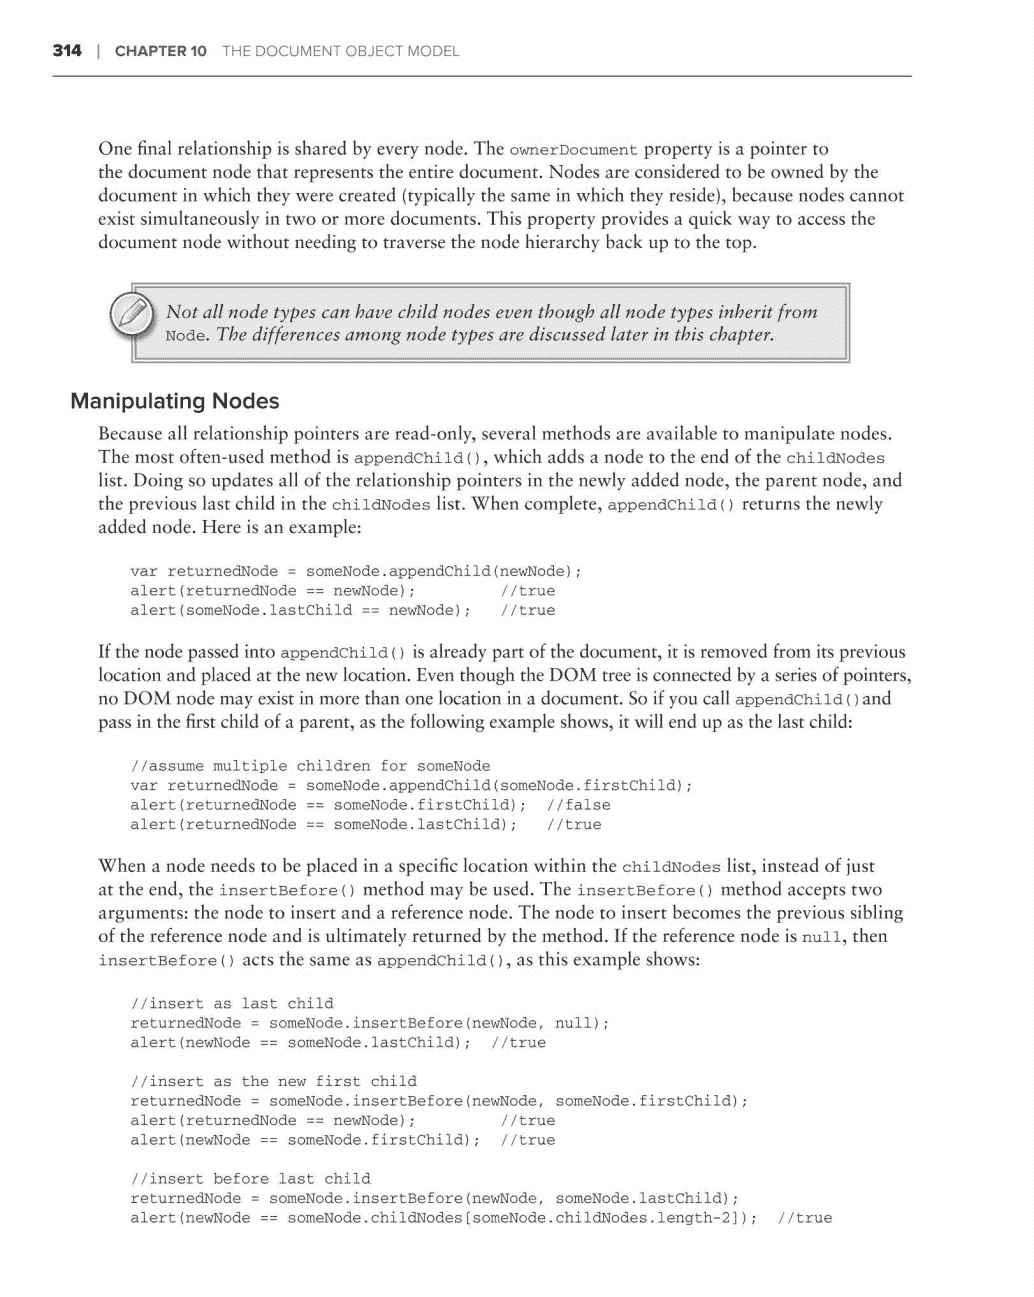 314 | CHAPTER 10 THE DOCUMENT OBJECT MODEL
One final relationship is shared by every node. The ownerDocument property is a pointer to
the document node that represents the entire document. Nodes are considered to be owned by the
document in which they were created (typically the same in which they reside), because nodes cannot
exist simultaneously in two or more documents. This property provides a quick way to access the
document node without needing to traverse the node hierarchy back up to the top.
Not all node types can have child nodes even though all node types inherit from
Node. The differences among node types are discussed later in this chapter.
Manipulating Nodes
Because all relationship pointers are read-only, several methods are available to manipulate nodes.
The most often-used method is appendChild(), which adds a node to the end of the childNodes
list. Doing so updates all of the relationship pointers in the newly added node, the parent node, and
the previous last child in the childNodes list. When complete, appendChild() returns the newly
added node. Here is an example:
var returnedNode = someNode.appendChild(newNode);
alert(returnedNode == newNode);         //true
alert(someNode.lastChild == newNode);   //true
If the node passed into appendChild() is already part of the document, it is removed from its previous
location and placed at the new location. Even though the DOM tree is connected by a series of pointers,
no DOM node may exist in more than one location in a document. So if you call appendChild()and
pass in the first child of a parent, as the following example shows, it will end up as the last child:
//assume multiple children for someNode
var returnedNode = someNode.appendChild(someNode.firstChild);
alert(returnedNode == someNode.firstChild);  //false
alert(returnedNode == someNode.lastChild);   //true
When a node needs to be placed in a specific location within the childNodes list, instead of just
at the end, the insertBefore() method may be used. The insertBefore() method accepts two
arguments: the node to insert and a reference node. The node to insert becomes the previous sibling
of the reference node and is ultimately returned by the method. If the reference node is null, then
insertBefore() acts the same as appendChild(), as this example shows:
//insert as last child
returnedNode = someNode.insertBefore(newNode, null);
alert(newNode == someNode.lastChild);  //true
//insert as the new first child
returnedNode = someNode.insertBefore(newNode, someNode.firstChild);
alert(returnedNode == newNode);         //true
alert(newNode == someNode.firstChild);  //true
//insert before last child
returnedNode = someNode.insertBefore(newNode, someNode.lastChild);
alert(newNode == someNode.childNodes[someNode.childNodes.length-2]);  //true